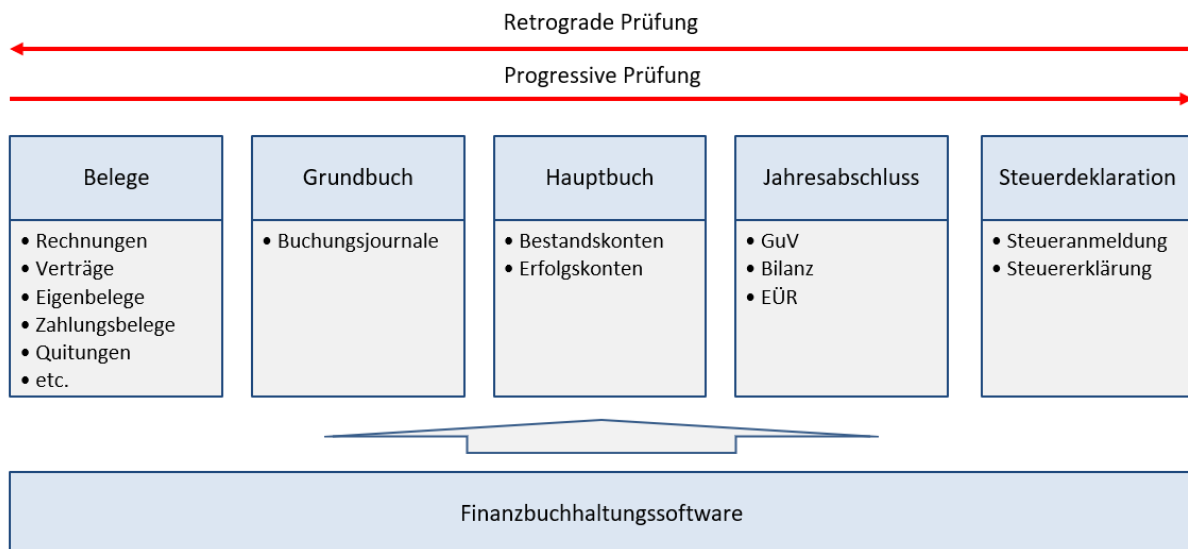 Retrograde Prüfung
Progressive Prüfung
Belege
• Rechnungen
• Verträge
• Eigenbelege
• Zahlungsbelege
• Quitungen
• etc.
Grundbuch
• Buchungsjournale
Hauptbuch
• Bestandskonten
• Erfolgskonten
Jahresabschluss
• GuV
• Bilanz
• EÜR
Steuerdeklaration
• Steueranmeldung
• Steuererklärung
Finanzbuchhaltungssoftware